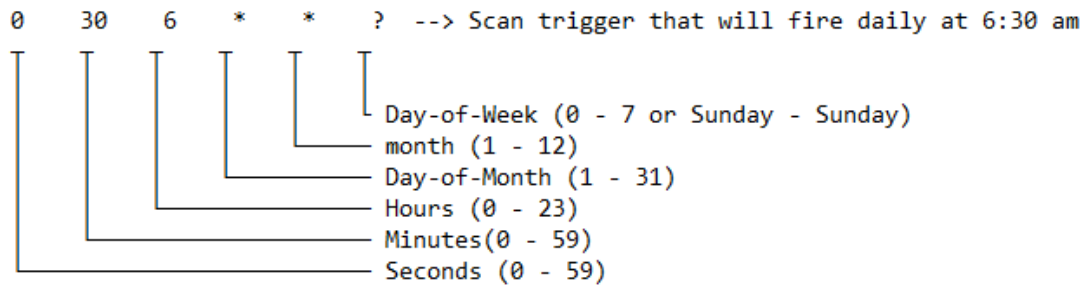 0 30 6 * * ? --> Scan trigger that will fire daily at 6:30 am
Day-of-Week (0 - 7 or Sunday - Sunday)
month (1 - 12)
Day-of-Month (1 - 31)
Hours (0 - 23)
Minutes(0 - 59)
Seconds (0 - 59)